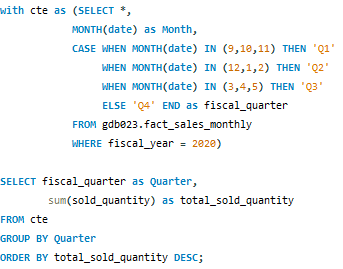 with cte as (SELECT *,
MONTH(date) as Month,
CASE WHEN MONTH(date) IN (9,10,11) THEN 'Q1'
WHEN MONTH(date) IN (12,1,2) THEN 'Q2'
WHEN MONTH(date) IN (3,4,5) THEN 'Q3'
ELSE 'Q4' END as fiscal_quarter
FROM gdb023.fact_sales_monthly
WHERE fiscal_year = 2020)
SELECT fiscal_quarter as Quarter,
sum(sold_quantity) as total_sold_quantity
FROM cte
GROUP BY Quarter
ORDER BY total_sold_quantity DESC;